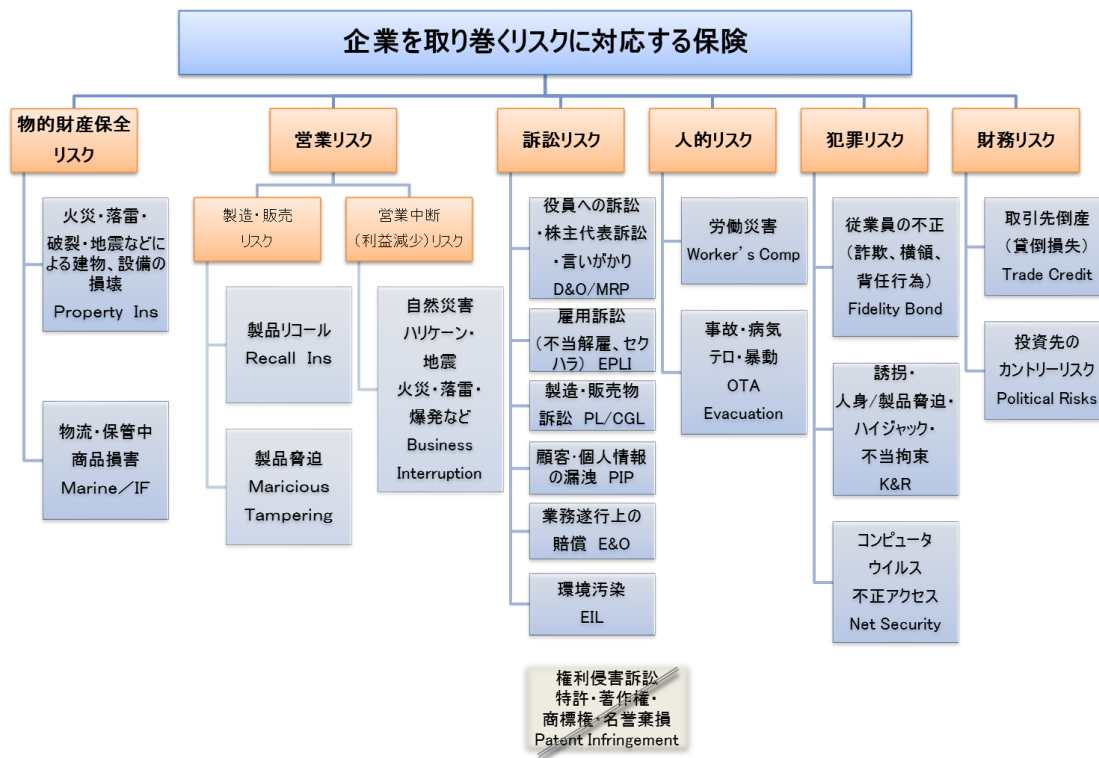 企業を取り巻くリスクに対応する保険
物的財産保全
リスク
火災・落雷・
破裂・地震などに
よる建物、設備の
損壊
Property Ins
物流・保管中
商品損害
Marine／IF
営業リスク
製造・販売
リスク
製品リコール
Recall Ins
製品脅迫
Maricious
Tampering
営業中断
（利益減少）リスク
自然災害
ハリケーン・
地震
火災・落雷・
爆発など
Business
Interruption
訴訟リスク
役員への訴訟
・株主代表訴訟
・言いがかり
D&O/MRP
雇用訴訟
（不当解雇、セク
ハラ） EPLI
製造・販売物
訴訟 PL/CGL
顧客・個人情報
の漏洩 PIP
業務遂行上の
賠償 E&O
環境汚染
EIL
権利侵害訴訟
特許・著作権・
商標権・名誉棄損
Patent Infringement
人的リスク
労働災害
Worker's Comp
事故・病気
テロ・暴動
OTA
Evacuation
犯罪リスク
従業員の不正
（詐欺、横領、
背任行為）
Fidelity Bond
誘拐・
人身/製品脅迫・
ハイジャック・
不当拘束
K&R
コンピュータ
ウイルス
不正アクセス
Net Security
財務リスク
取引先倒産
（貸倒損失）
Trade Credit
投資先の
カントリーリスク
Political Risks